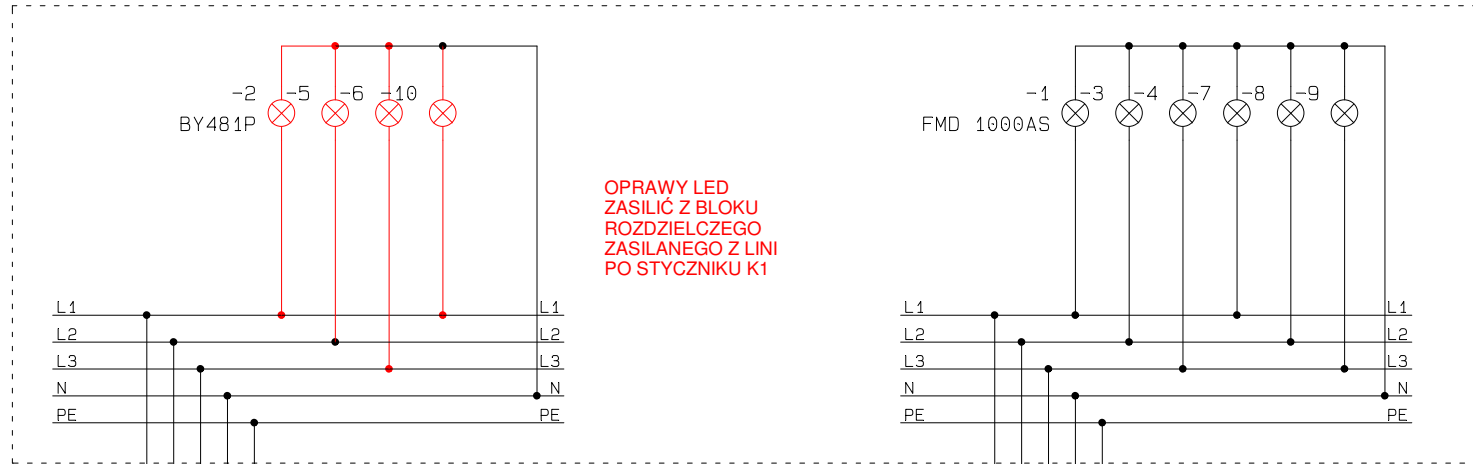 -2 -5 -6 -10
BY481P
-1 -3 -4 -7 -8 -9
FMD 1000AS
OPRAWY LED
ZASILIĆ Z BLOKU
ROZDZIELCZEGO
ZASILANEGO Z LINI
PO STYCZNIKU K1
L1 L1
L2 L2
L3 L3
N N
PE PE
L1 L1
L2 L2
L3 L3
N N
PE PE